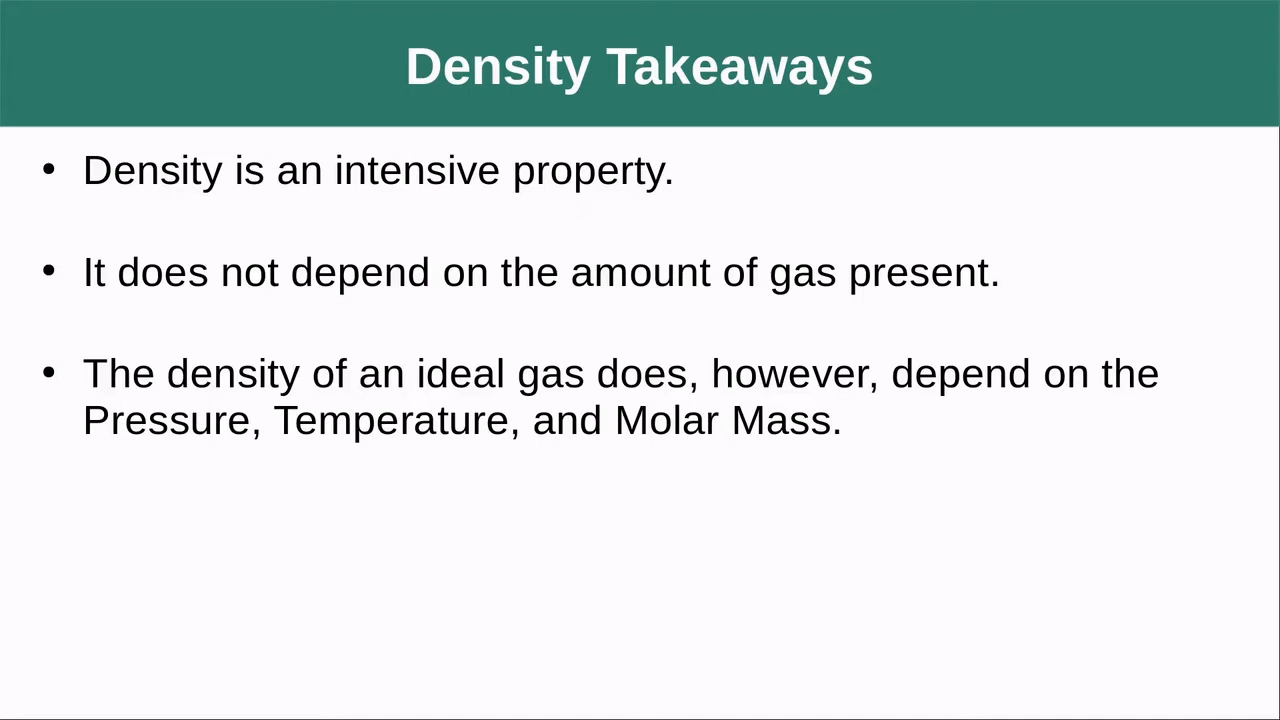 Density Takeaways
• Density is an intensive property.
• It does not depend on the amount of gas present.
• The density of an ideal gas does, however, depend on the
Pressure, Temperature, and Molar Mass.